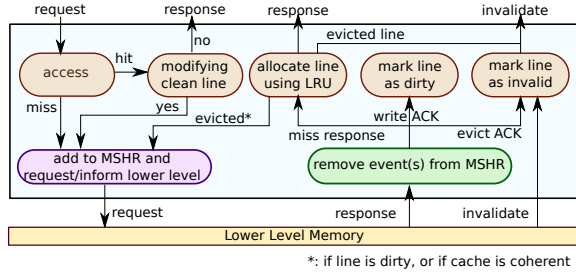 request
response
response
invalidate
evicted line
no
access
hit
modifying
clean line
allocate line
using LRU
mark line
as dirty
mark line
as invalid
miss
yes
evicted*
write ACK
miss response
evict ACK
add to MSHR and
request/inform lower level
remove event(s) from MSHR
request
response
invalidate
Lower Level Memory
*: if line is dirty, or if cache is coherent